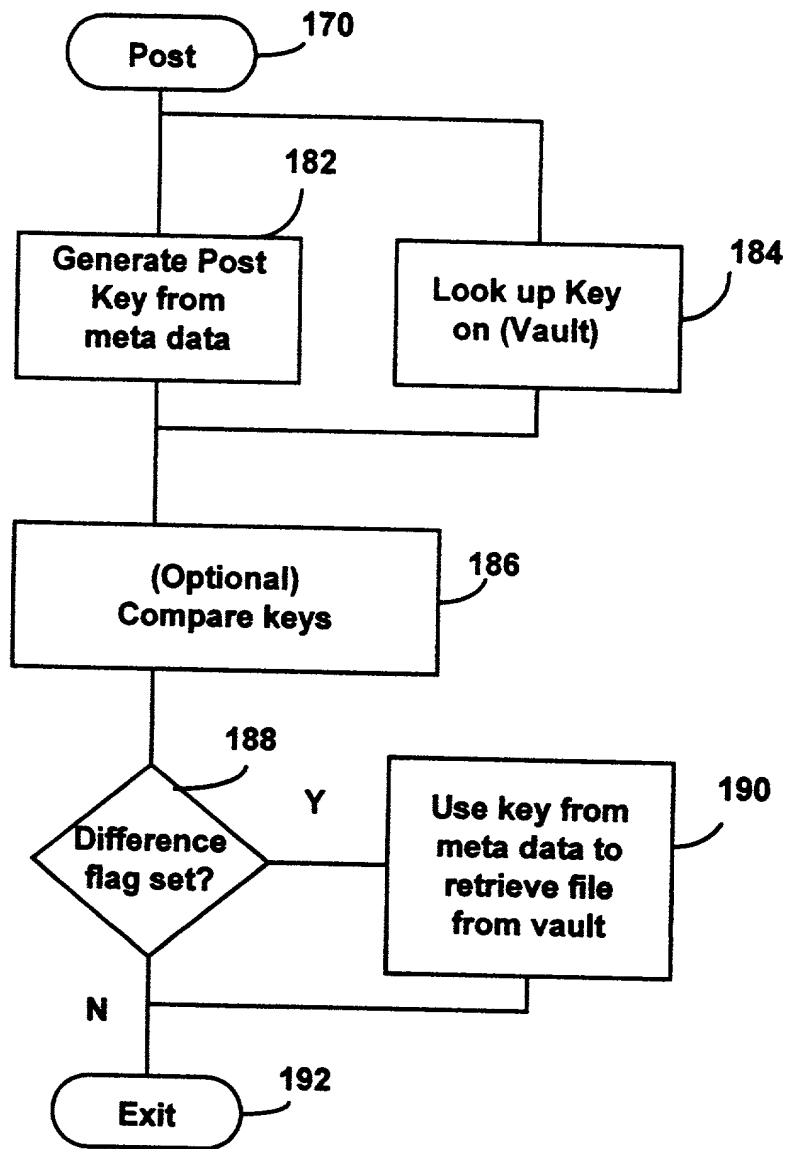 170
Post
182
Generate Post
Key from
meta data
184
Look up Key
on (Vault)
(Optional)
Compare keys
186
188
Difference
flag set?
Y
190
Use key from
meta data to
retrieve file
from vault
N
192
Exit